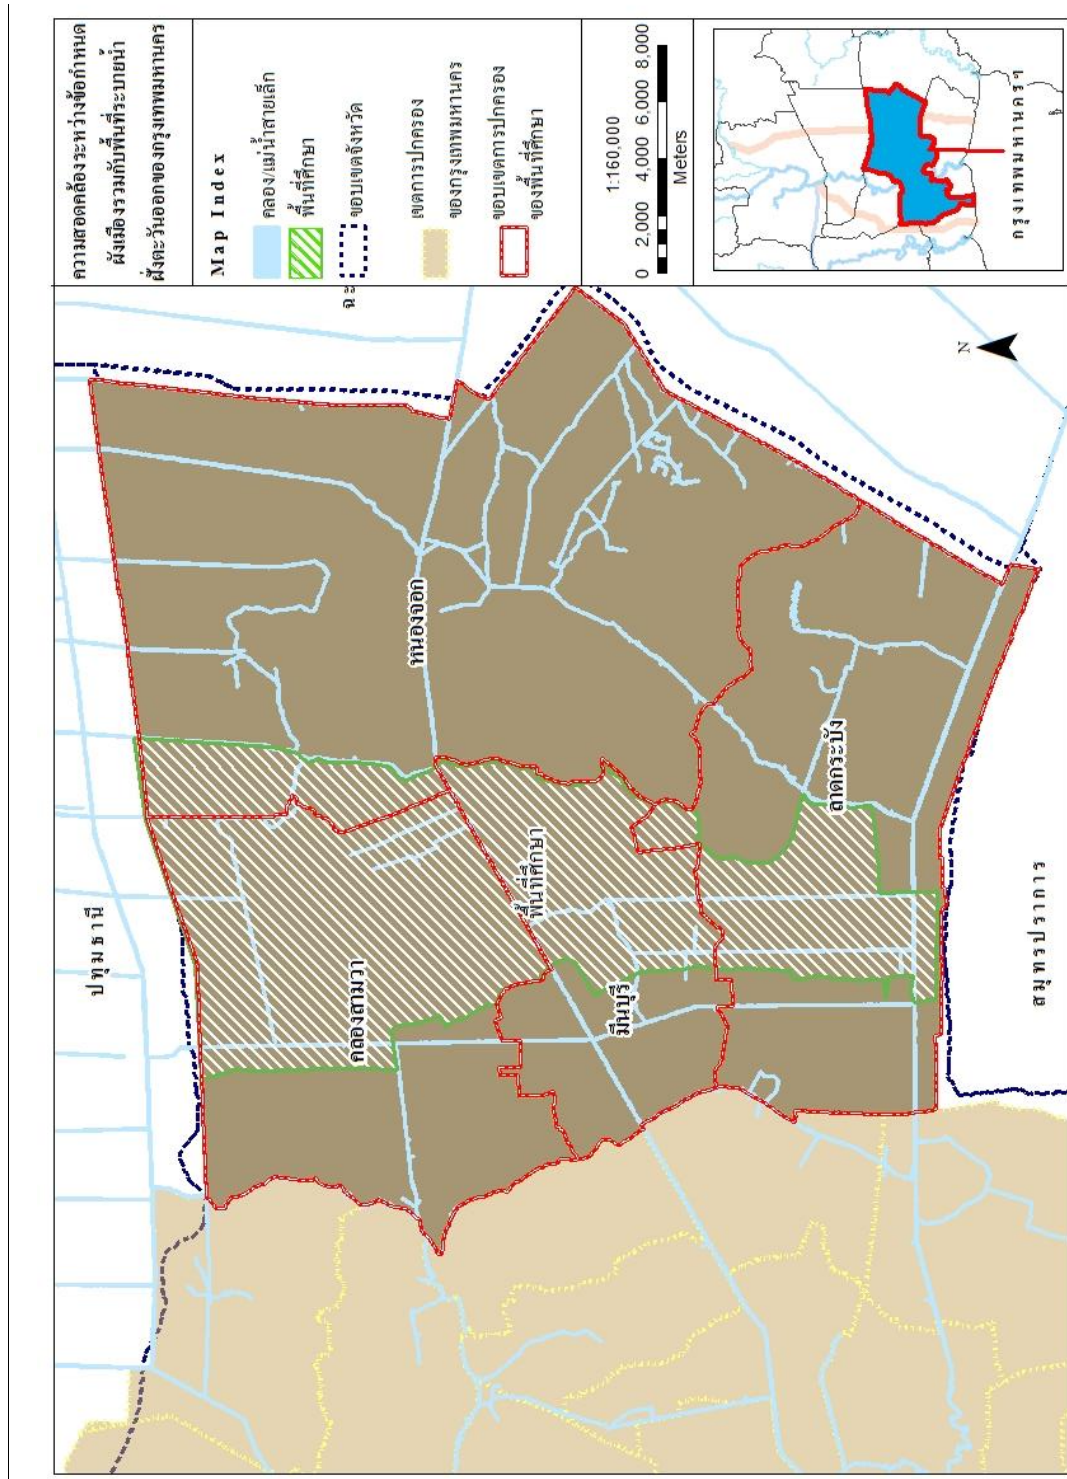 ความสอดคล้องระหว่างข้อกำหนด
ผังเมืองรวมกับพื้นที่ระบายน้ำ
ฝั่งตะวันออกของกรุงเทพมหานคร
Map Index
คลอง/แม่น้ำสายเล็ก
พื้นที่ศึกษา
ขอบเขตจังหวัด
เขตการปกครอง
ของกรุงเทพมหานคร
ขอบเขตการปกครอง
ของพื้นที่ศึกษา
1:160,000
0 2,000 4,000 6,000 8,000
Meters
กรุงเทพมหานครฯ
ปทุมธานี
ฉะ
หนองจอก
คลองสามวา
พื้นที่ศึกษา
มีนบุรี
ลาดกระบัง
สมุทรปราการ
N